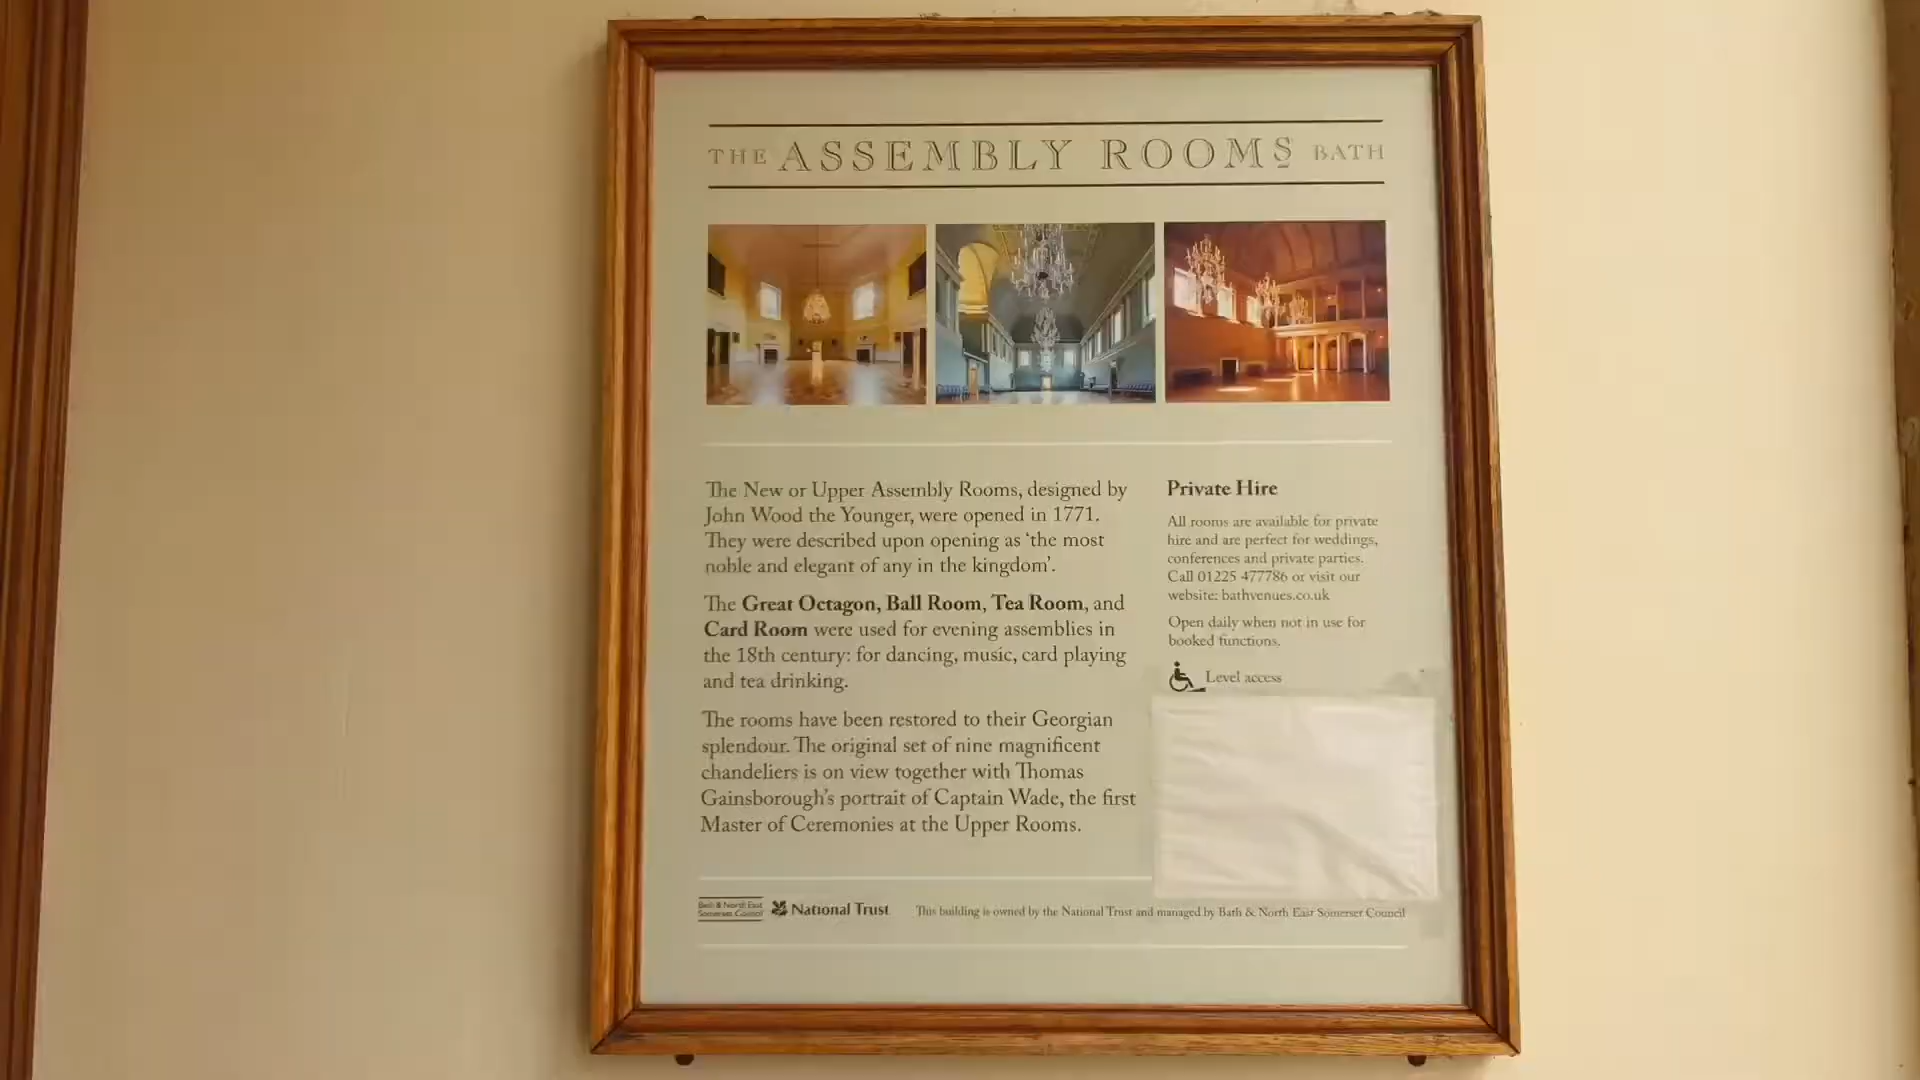 THE ASSEMBLY ROOMS BATH
The New or Upper Assembly Rooms, designed by
John Wood the Younger, were opened in 1771.
They were described upon opening as ‘the most
noble and elegant of any in the kingdom’.
The Great Octagon, Ball Room, Tea Room, and
Card Room were used for evening assemblies in
the 18th century: for dancing, music, card playing
and tea drinking.
The rooms have been restored to their Georgian
splendour. The original set of nine magnificent
chandeliers is on view together with Thomas
Gainsborough’s portrait of Captain Wade, the first
Master of Ceremonies at the Upper Rooms.
Private Hire
All rooms are available for private
hire and are perfect for weddings,
conferences and private parties.
Call 01225 477786 or visit our
website: bathvenues.co.uk
Open daily when not in use for
booked functions.
Level access
Bath & North East
Somerset Council
National Trust
This building is owned by the National Trust and managed by Bath & North East Somerset Council